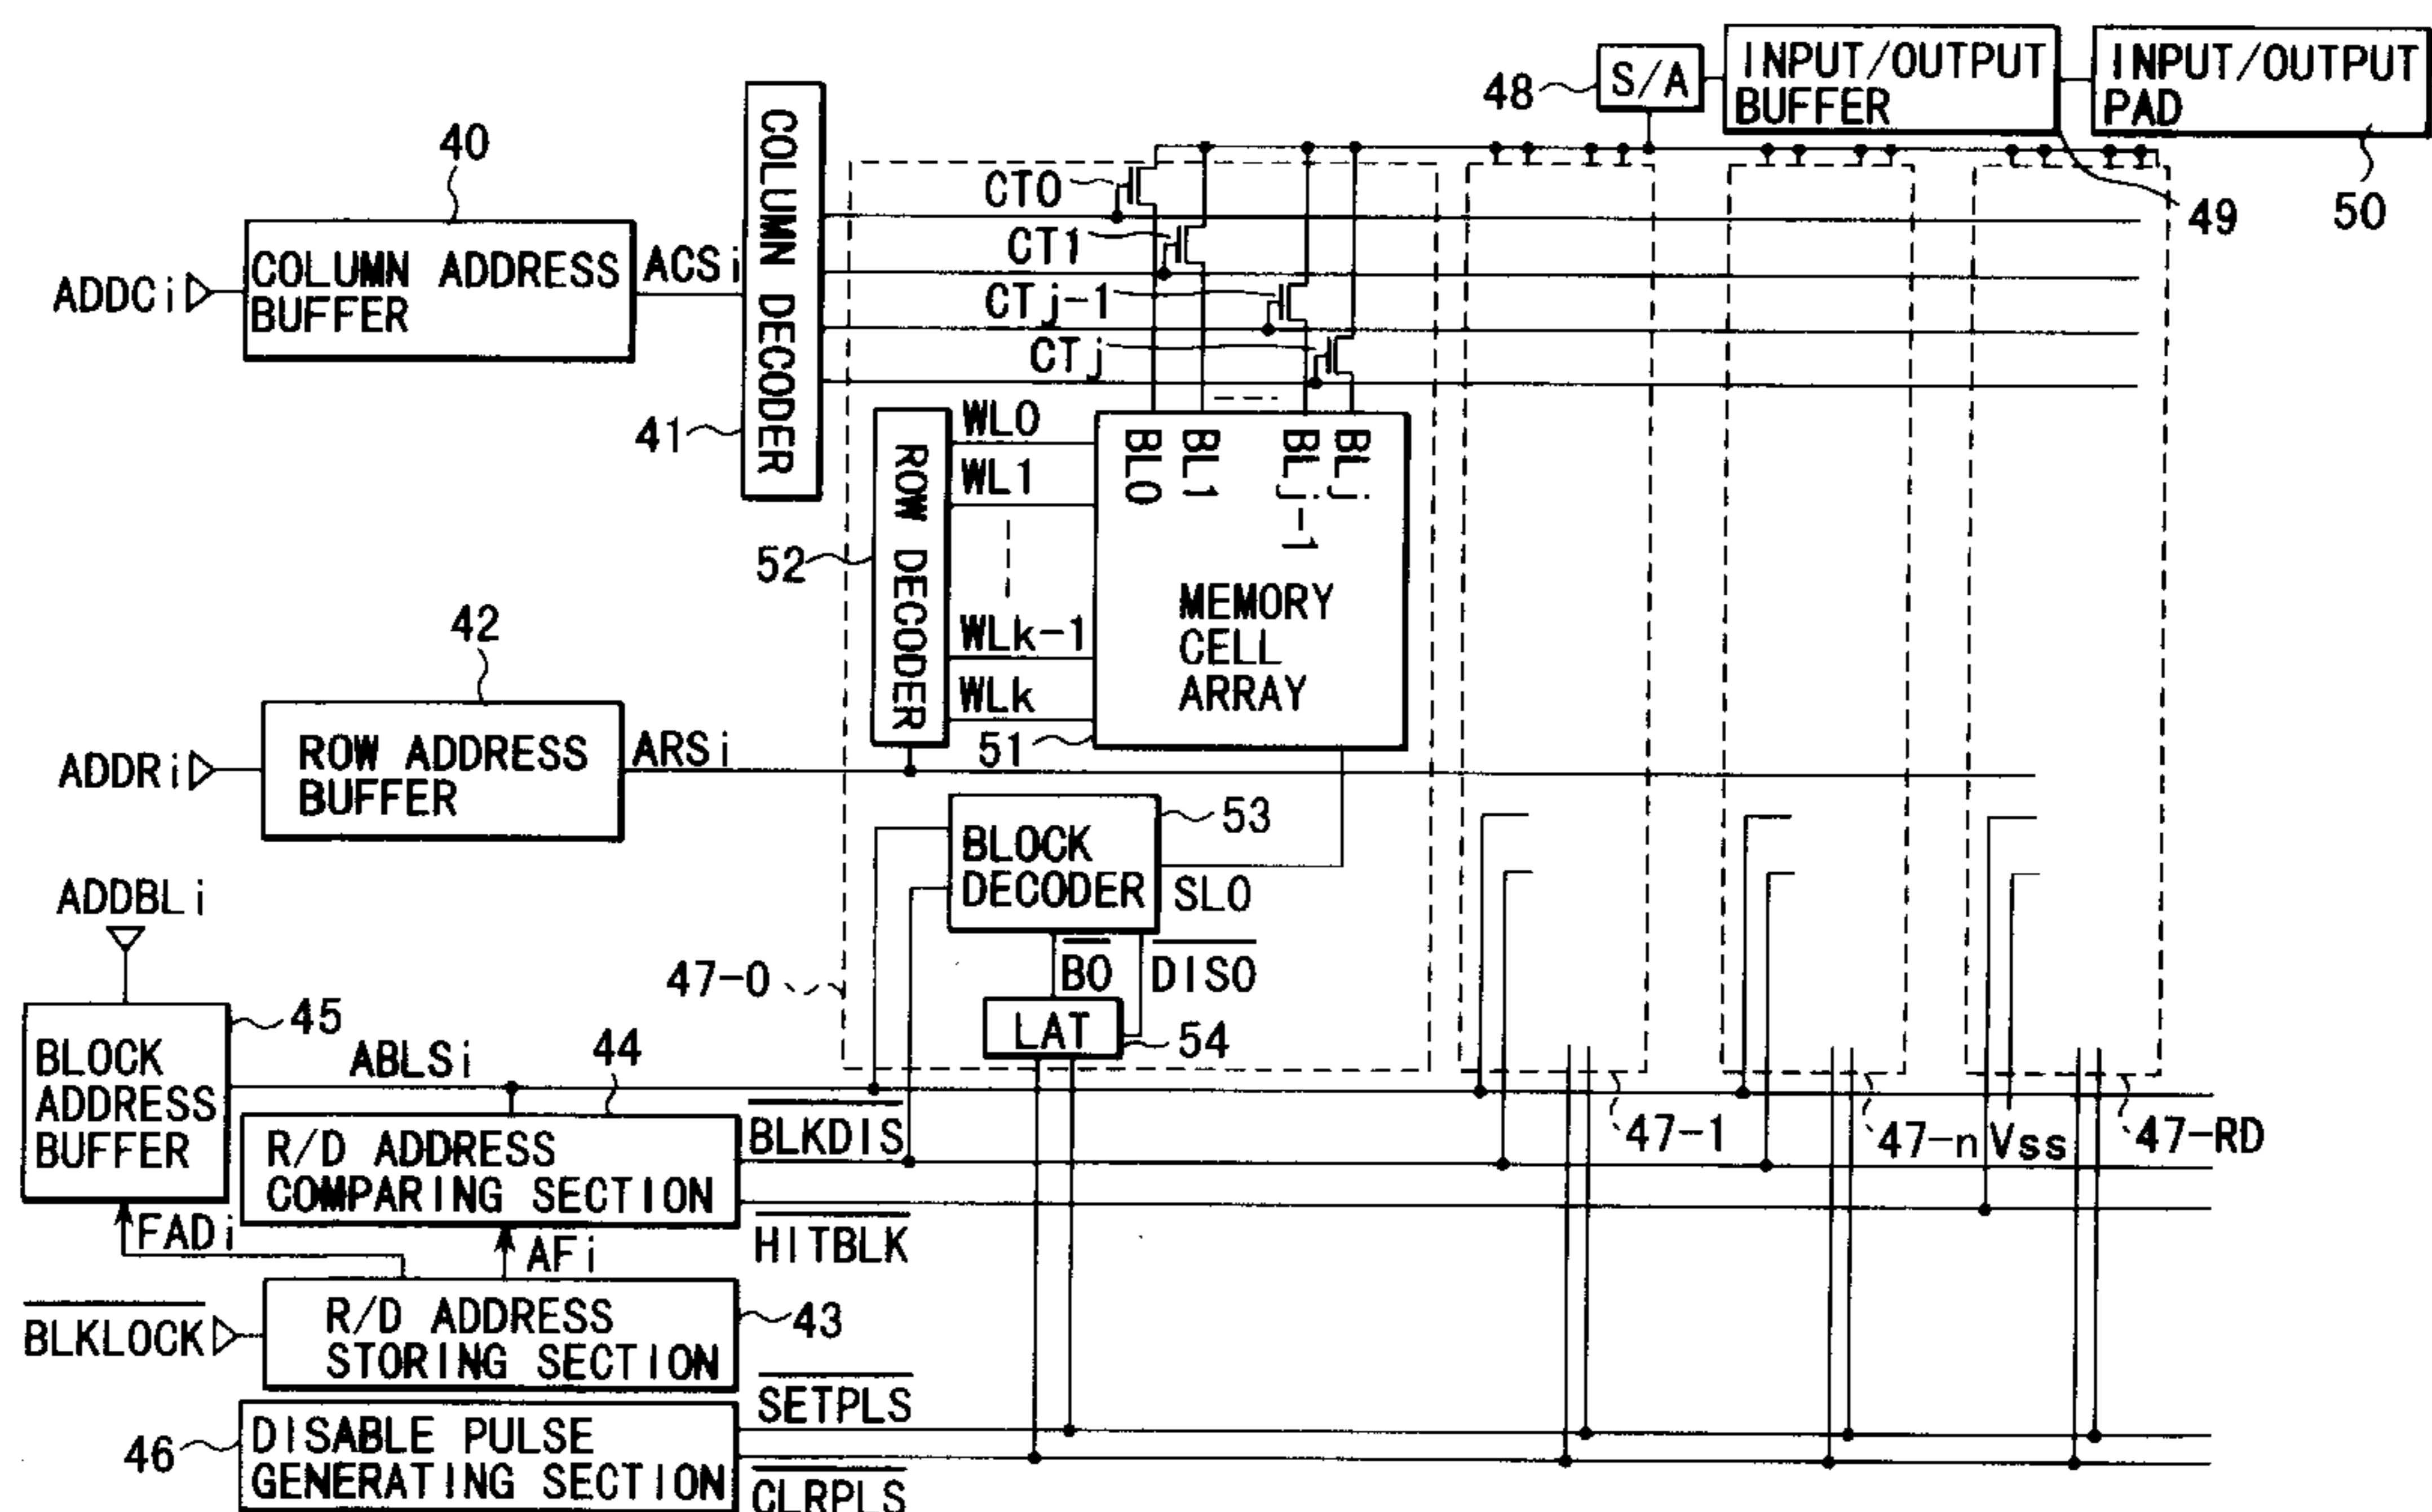 S/A
48
INPUT/OUTPUT
BUFFER
INPUT/OUTPUT
PAD
49
50
40
COLUMN ADDRESS
BUFFER
ADDCi
ACSi
COLUMN DECODER
41
CT0
CT1
CTj-1
CTj
WL0
WL1
WLk-1
WLk
ROW DECODER
52
BL0
BL1
BLj-1
BLj
MEMORY
CELL
ARRAY
51
42
ADDRi
ROW ADDRESS
BUFFER
ARSi
BLOCK
DECODER
53
SL0
B0
DIS0
LAT
54
47-0
ADDBLi
45
BLOCK
ADDRESS
BUFFER
ABLSi
44
R/D ADDRESS
COMPARING SECTION
BLKDIS
HITBLK
47-1
47-n
Vss
47-RD
FADi
AFi
BLKLOCK
R/D ADDRESS
STORING SECTION
43
SETPLS
46
DISABLE PULSE
GENERATING SECTION
CLRPLS